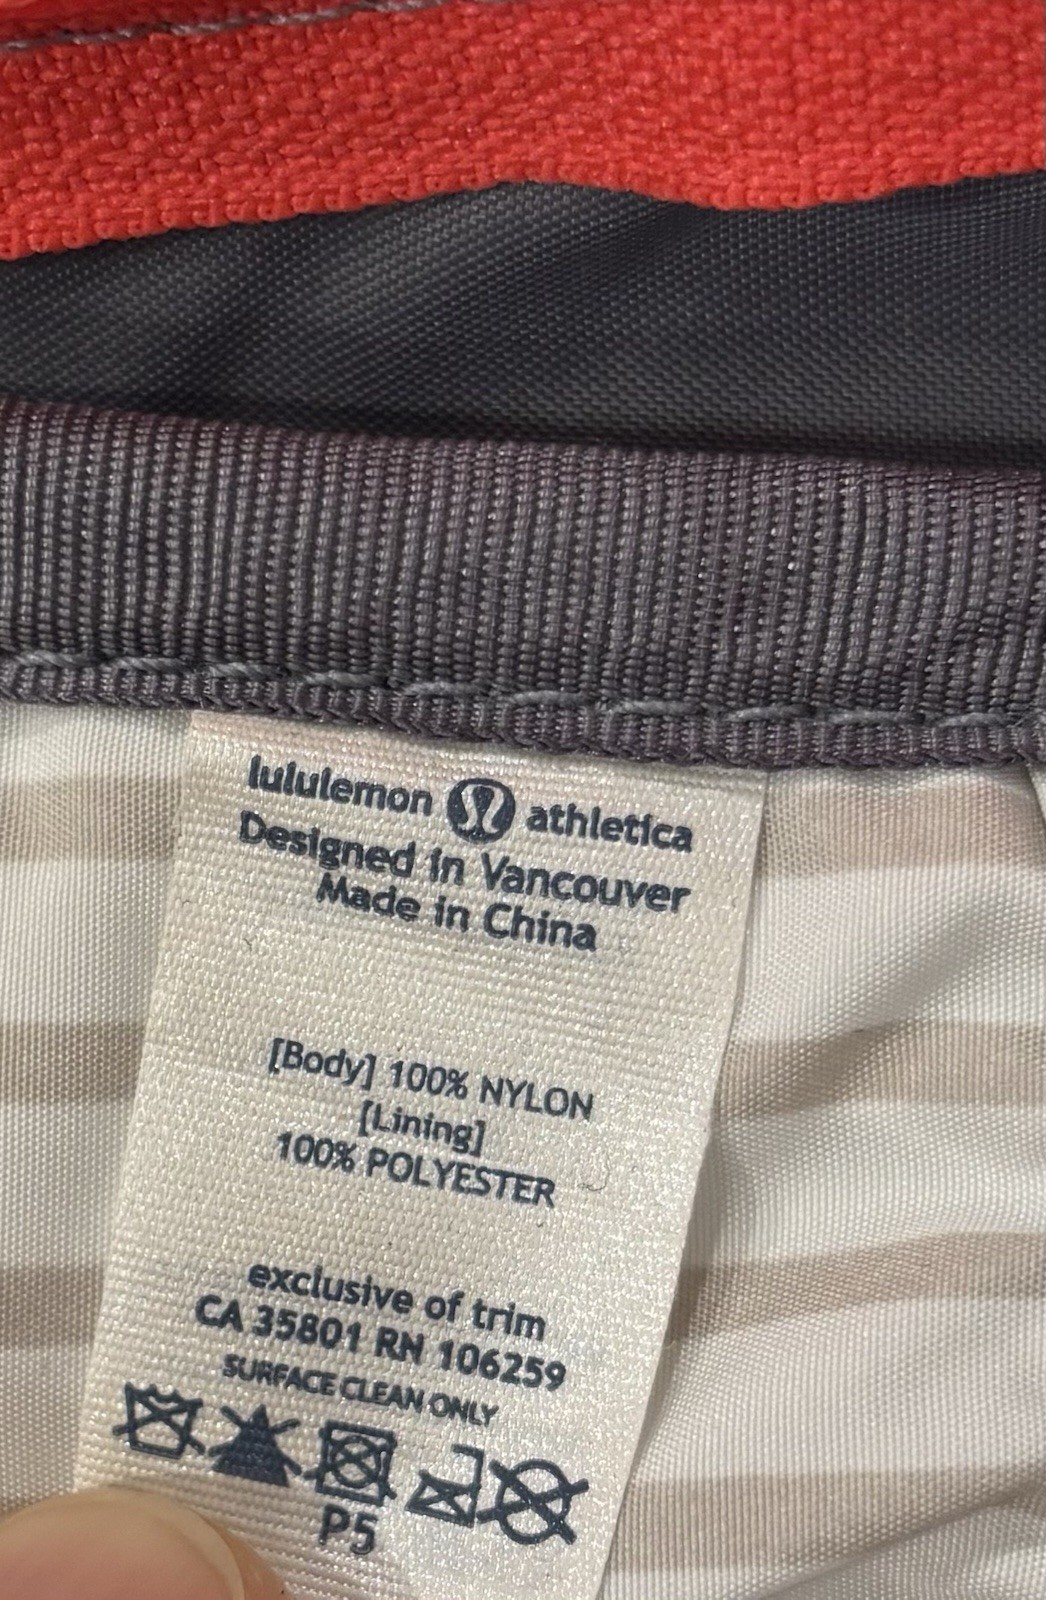 lululemon athletica
Designed in Vancouver
Made in China
[Body] 100% NYLON
[Lining]
100% POLYESTER
exclusive of trim
CA 35801 RN 106259
SURFACE CLEAN ONLY
P5